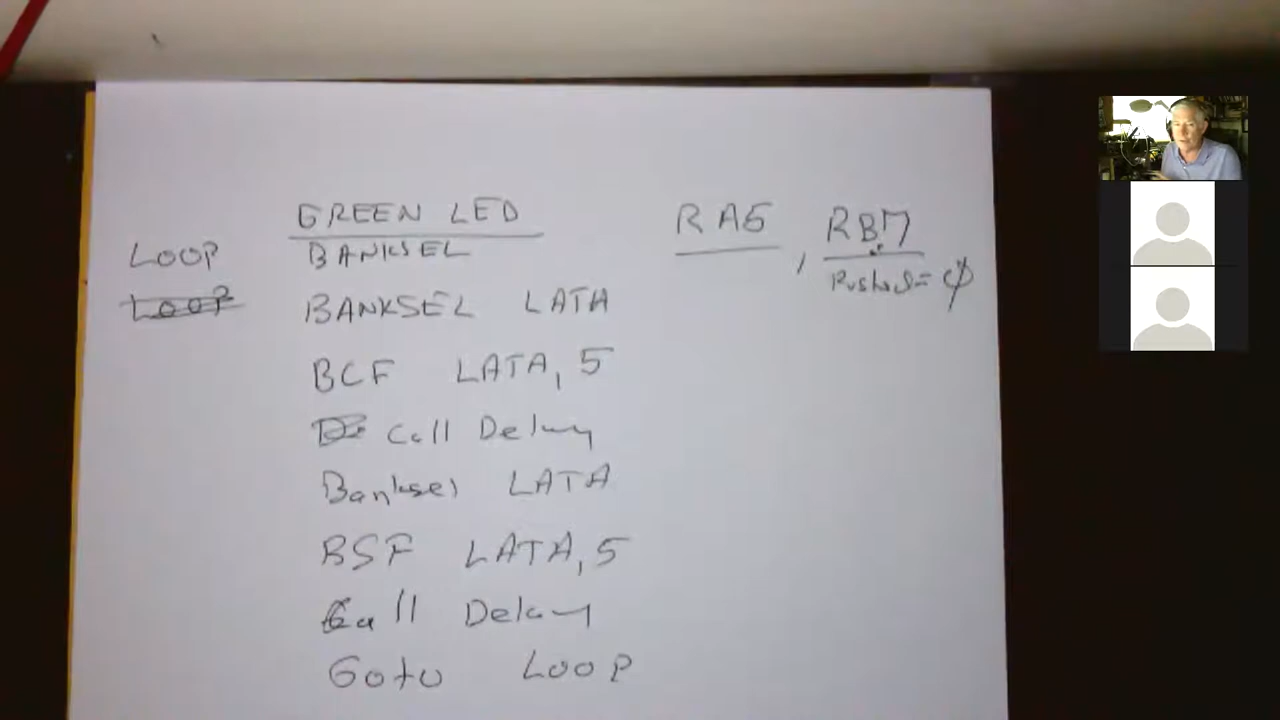 GREEN LED
RA5, RB7
LOOP BANKSEL
Pushed = 0
LOOP BANKSEL LATA
BCF LATA, 5
Call Delay
Banksel LATA
BSF LATA, 5
Call Delay
Goto LOOP